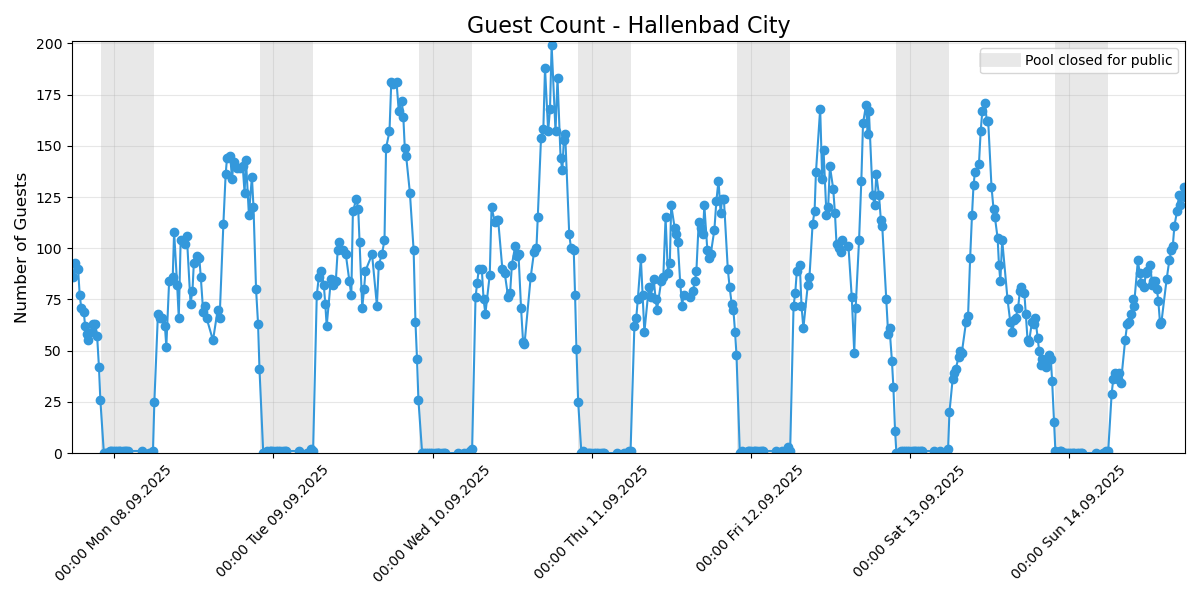 Guest Count - Hallenbad City
Pool closed for public
Number of Guests
200
175
150
125
100
75
50
25
0
00:00 Mon 08.09.2025
00:00 Tue 09.09.2025
00:00 Wed 10.09.2025
00:00 Thu 11.09.2025
00:00 Fri 12.09.2025
00:00 Sat 13.09.2025
00:00 Sun 14.09.2025